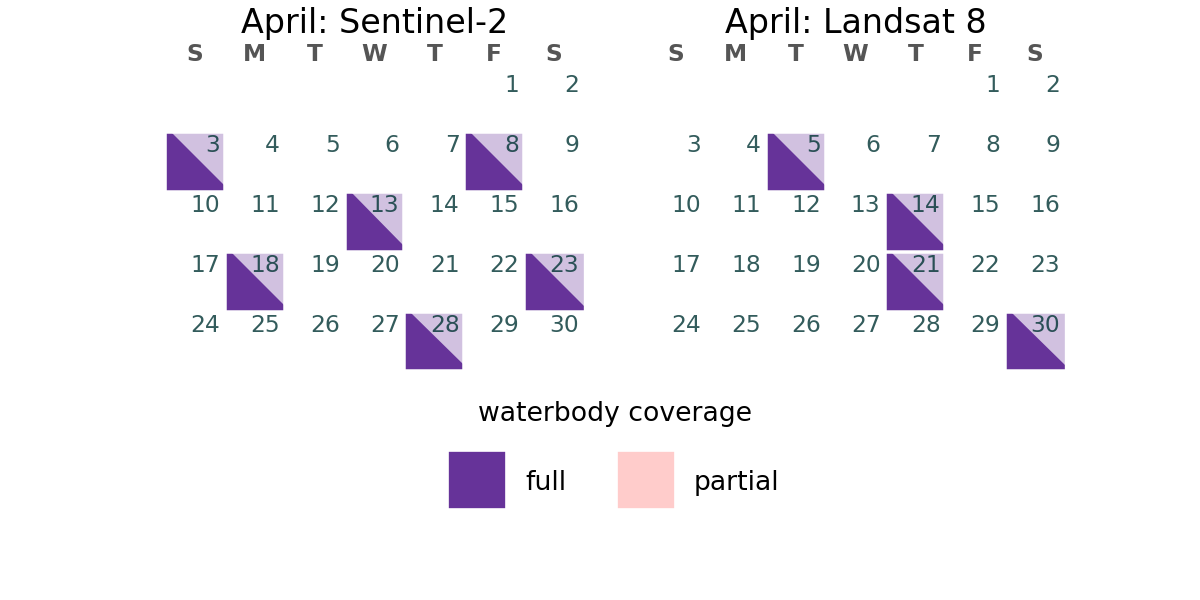 April: Sentinel-2
S M T W T F S
1 2
3 4 5 6 7 8 9
10 11 12 13 14 15 16
17 18 19 20 21 22 23
24 25 26 27 28 29 30
April: Landsat 8
S M T W T F S
1 2
3 4 5 6 7 8 9
10 11 12 13 14 15 16
17 18 19 20 21 22 23
24 25 26 27 28 29 30
waterbody coverage
full partial